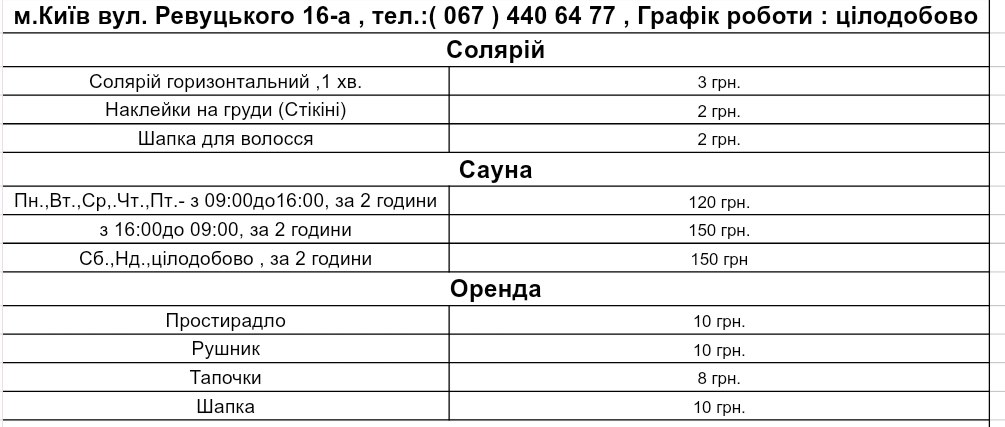 м.Київ вул. Ревуцького 16-а , тел.:( 067 ) 440 64 77 , Графік роботи : цілодобово
Солярій
Солярій горизонтальний ,1 хв. 3 грн.
Наклейки на груди (Стікіні) 2 грн.
Шапка для волосся 2 грн.
Сауна
Пн.,Вт.,Ср,.Чт.,Пт.- з 09:00до16:00, за 2 години 120 грн.
з 16:00до 09:00, за 2 години 150 грн.
Сб.,Нд.,цілодобово , за 2 години 150 грн
Оренда
Простирадло 10 грн.
Рушник 10 грн.
Тапочки 8 грн.
Шапка 10 грн.